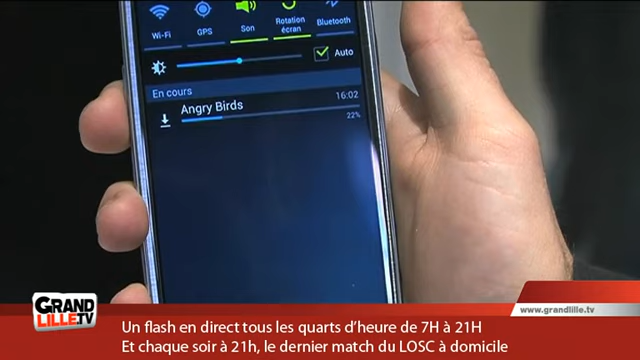 Wi-Fi
GPS
Son
Rotation
écran
Bluetooth
Auto
En cours
Angry Birds 16:02
22%
GRAND
LILLE.TV
www.grandlille.tv
Un flash en direct tous les quarts d'heure de 7H à 21H
Et chaque soir à 21h, le dernier match du LOSC à domicile